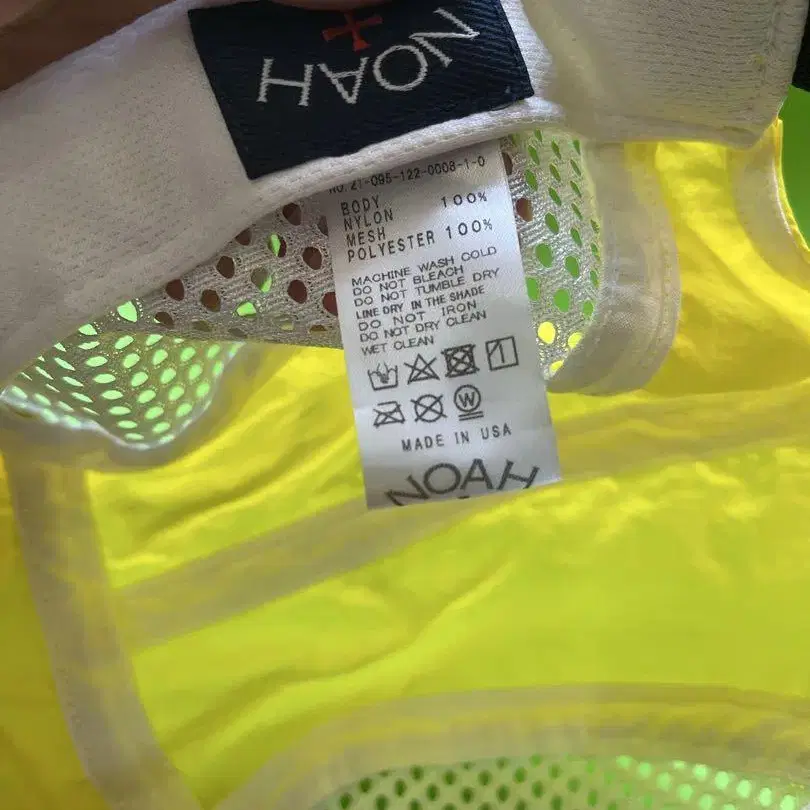 NOAH
NO. 21-095-122-0008-1-0
BODY
NYLON 100%
MESH
POLYESTER 100%
MACHINE WASH COLD
DO NOT BLEACH
DO NOT TUMBLE DRY
LINE DRY IN THE SHADE
DO NOT IRON
DO NOT DRY CLEAN
WET CLEAN
W
MADE IN USA
NOAH